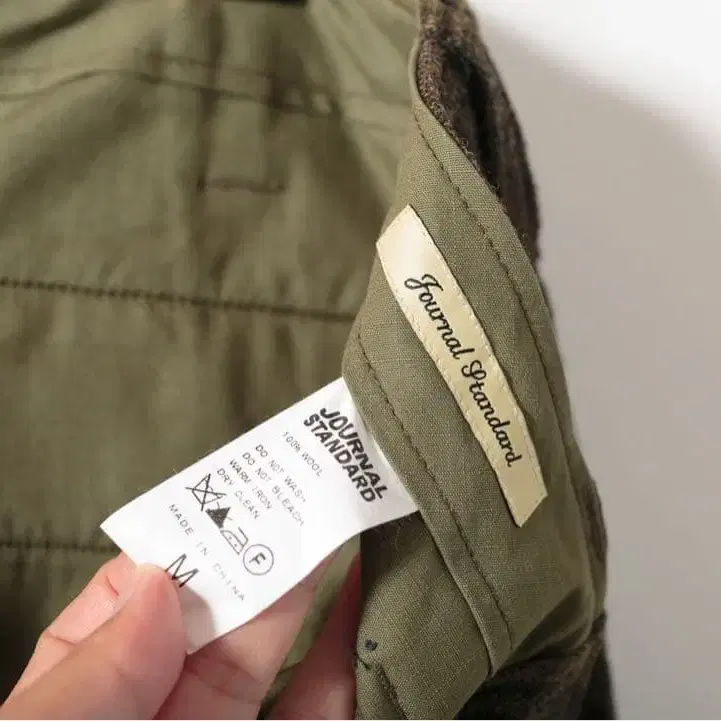 Journal Standard
JOURNAL
STANDARD
100% WOOL
DO NOT WASH
DO NOT BLEACH
WARM IRON
DRY CLEAN
F
MADE IN CHINA
M